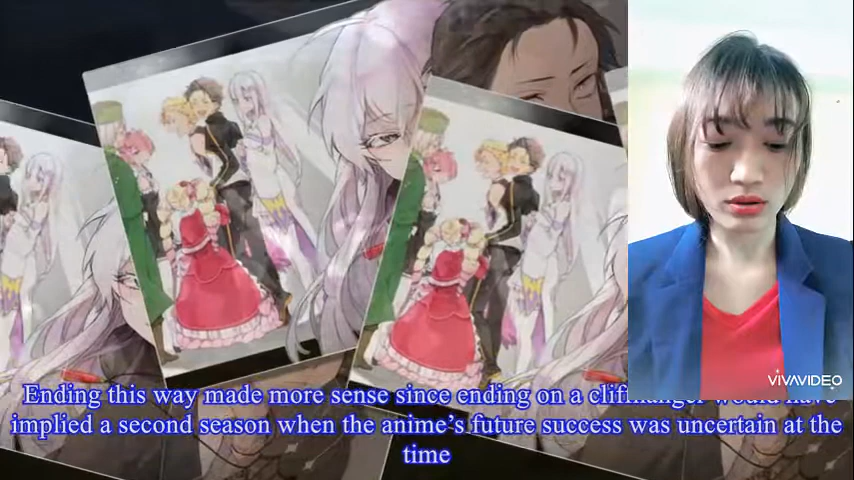 VIVAVIDEO
Ending this way made more sense since ending on a cliffhanger would have
implied a second season when the anime's future success was uncertain at the
time